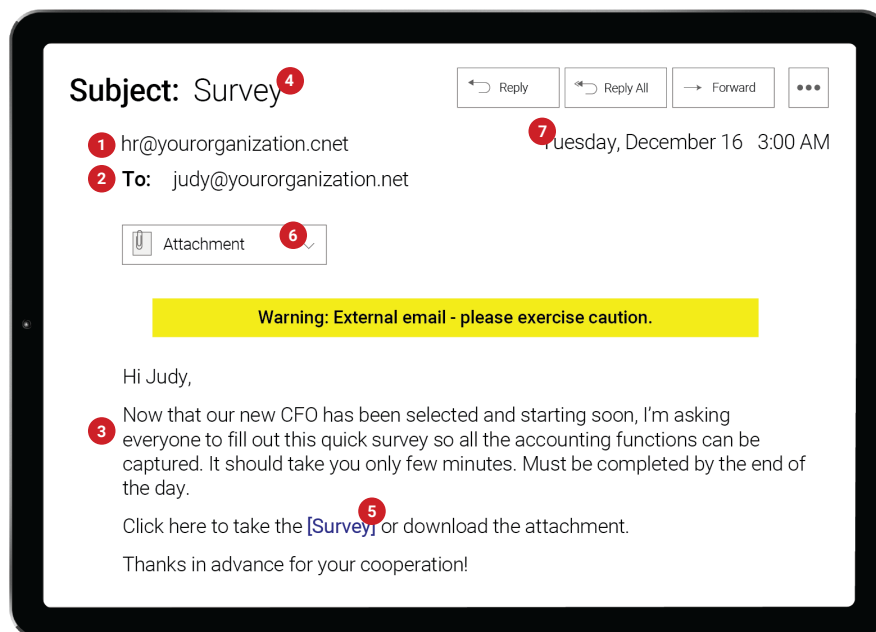 Subject: Survey 4
Reply
Reply All
Forward
1 hr@yourorganization.cnet
7 Tuesday, December 16 3:00 AM
2 To: judy@yourorganization.net
Attachment 6
Warning: External email - please exercise caution.
Hi Judy,
Now that our new CFO has been selected and starting soon, I’m asking
3 everyone to fill out this quick survey so all the accounting functions can be
captured. It should take you only few minutes. Must be completed by the end of
the day.
5
Click here to take the [Survey] or download the attachment.
Thanks in advance for your cooperation!